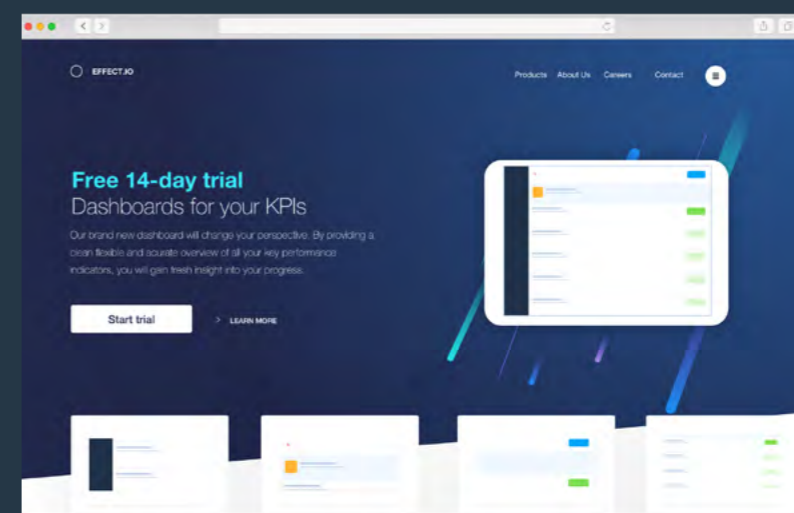 EFFECT.IO
Products About Us Careers Contact
Free 14-day trial
Dashboards for your KPIs
Our brand new dashboard will change your perspective. By providing a
clean flexible and acurate overview of all your key performance
indicators, you will gain fresh insight into your progress.
Start trial
> LEARN MORE